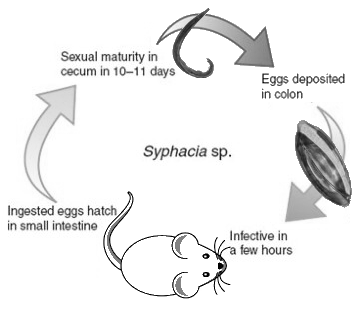 Sexual maturity in
cecum in 10–11 days
Eggs deposited
in colon
Syphacia sp.
Ingested eggs hatch
in small intestine
Infective in
a few hours